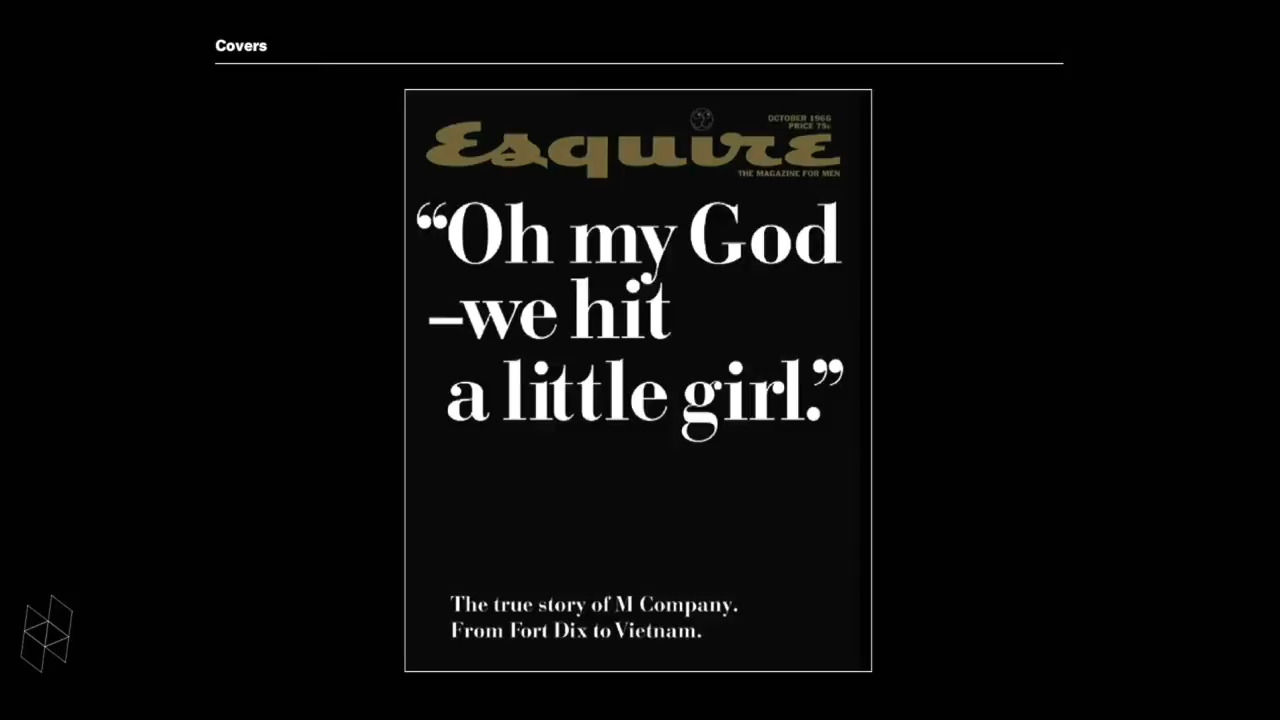 Covers
Esquire
OCTOBER 1966
PRICE 75c
THE MAGAZINE FOR MEN
“Oh my God
–we hit
a little girl.”
The true story of M Company.
From Fort Dix to Vietnam.